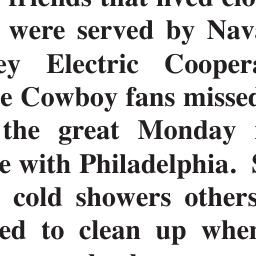 friends that lived clo
were served by Nav
ey Electric Coopera
e Cowboy fans missed
the great Monday
e with Philadelphia. S
cold showers others
ed to clean up when